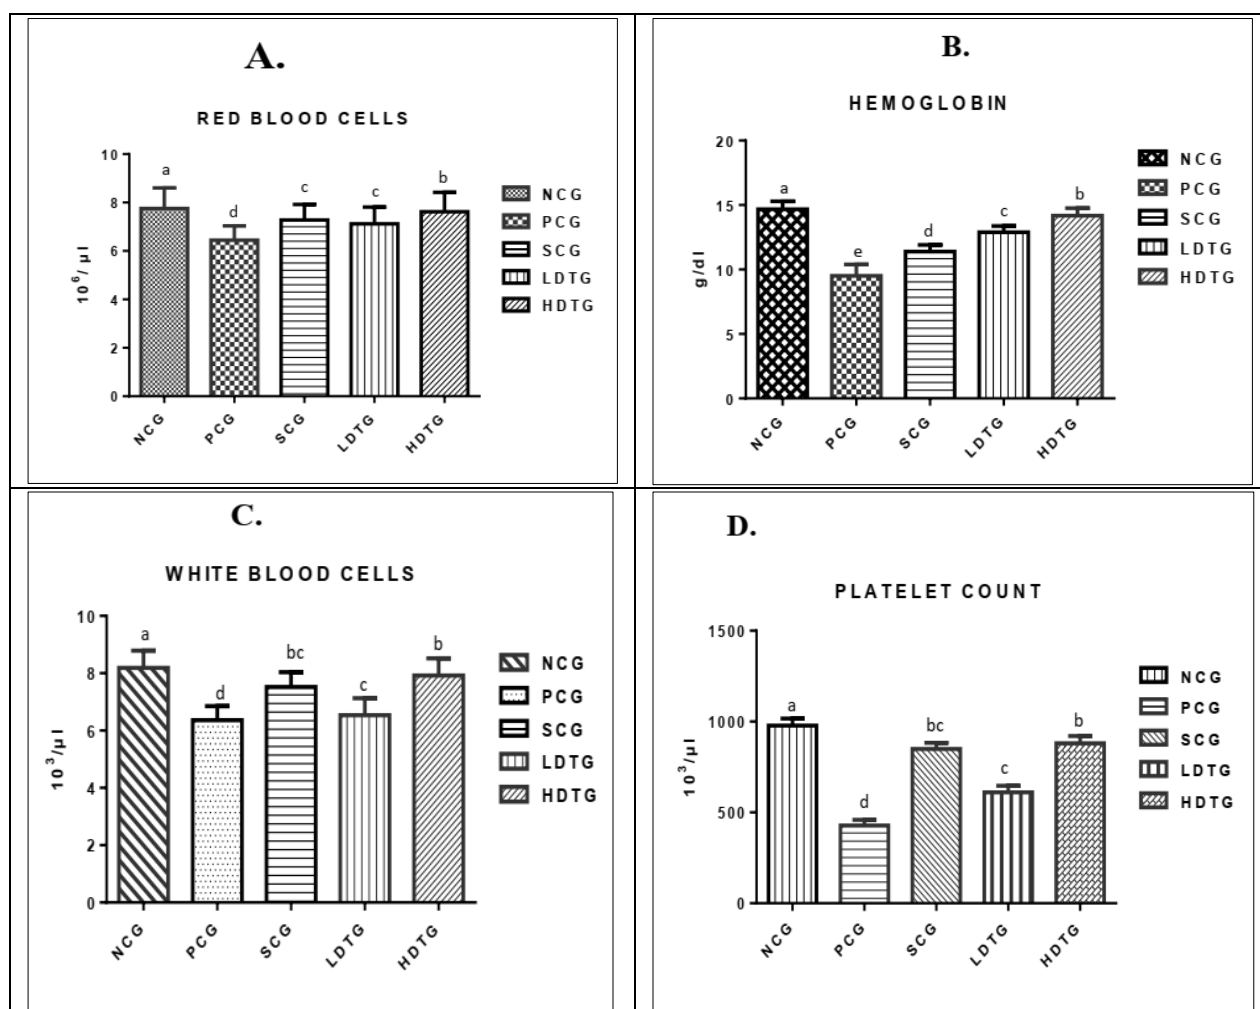 A.
RED BLOOD CELLS
10
8
6
4
2
0
10⁶/ µl
a
d
c
c
b
NCG
PCG
SCG
LDTG
HDTG
NCG
PCG
SCG
LDTG
HDTG
B.
HEMOGLOBIN
20
15
10
5
0
g/dl
a
e
d
c
b
NCG
PCG
SCG
LDTG
HDTG
NCG
PCG
SCG
LDTG
HDTG
C.
WHITE BLOOD CELLS
10
8
6
4
2
0
10³/µl
a
d
bc
c
b
NCG
PCG
SCG
LDTG
HDTG
NCG
PCG
SCG
LDTG
HDTG
D.
PLATELET COUNT
1500
1000
500
0
10³/µl
a
d
bc
c
b
NCG
PCG
SCG
LDTG
HDTG
NCG
PCG
SCG
LDTG
HDTG